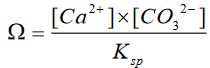 Ω = [Ca²⁺]×[CO₃²⁻] / Kₛₚ